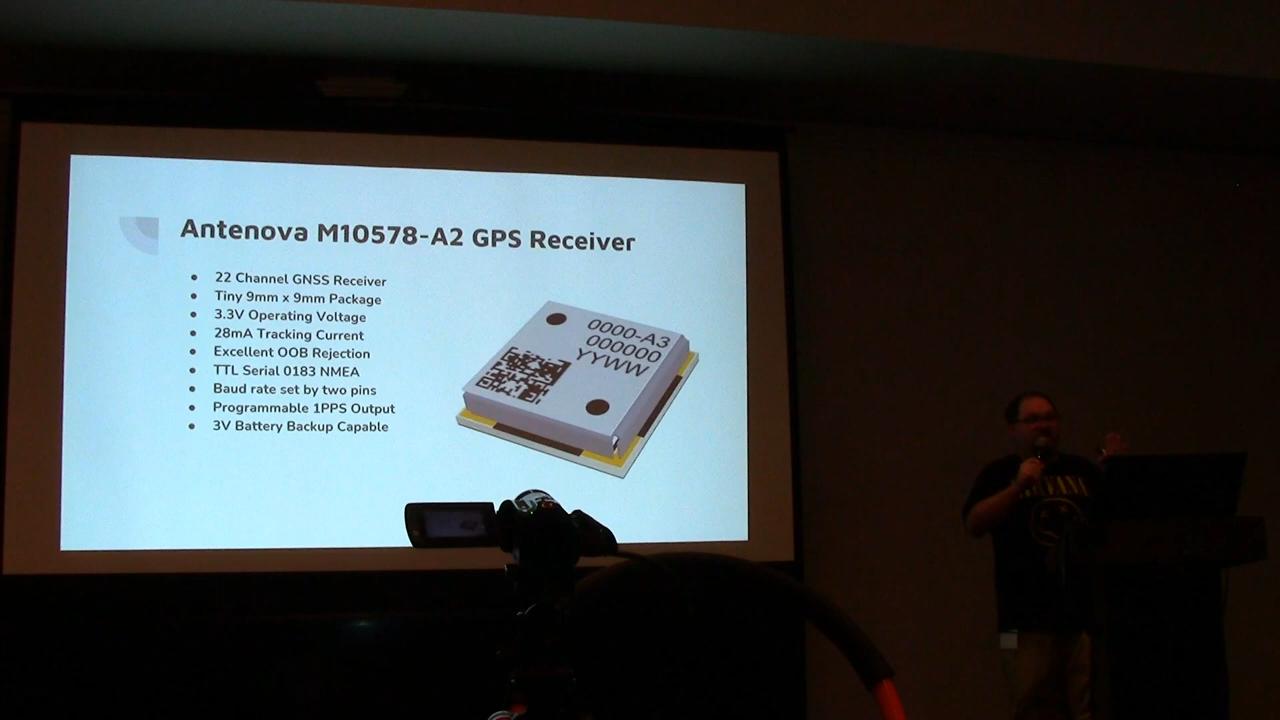 Antenova M10578-A2 GPS Receiver
22 Channel GNSS Receiver
Tiny 9mm x 9mm Package
3.3V Operating Voltage
28mA Tracking Current
Excellent OOB Rejection
TTL Serial 0183 NMEA
Baud rate set by two pins
Programmable 1PPS Output
3V Battery Backup Capable
0000-A3
000000
YYWW
NIRVANA